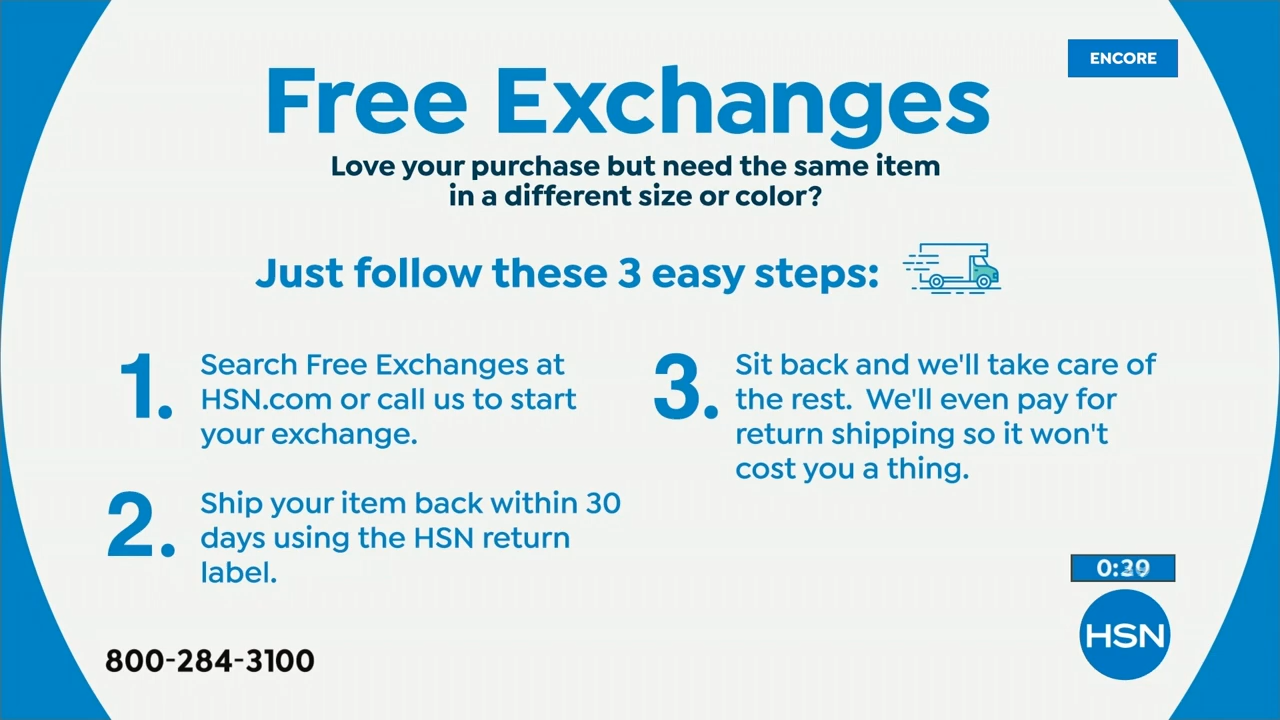 ENCORE
Free Exchanges
Love your purchase but need the same item
in a different size or color?
Just follow these 3 easy steps:
1. Search Free Exchanges at
HSN.com or call us to start
your exchange.
2. Ship your item back within 30
days using the HSN return
label.
3. Sit back and we'll take care of
the rest. We'll even pay for
return shipping so it won't
cost you a thing.
800-284-3100
HSN